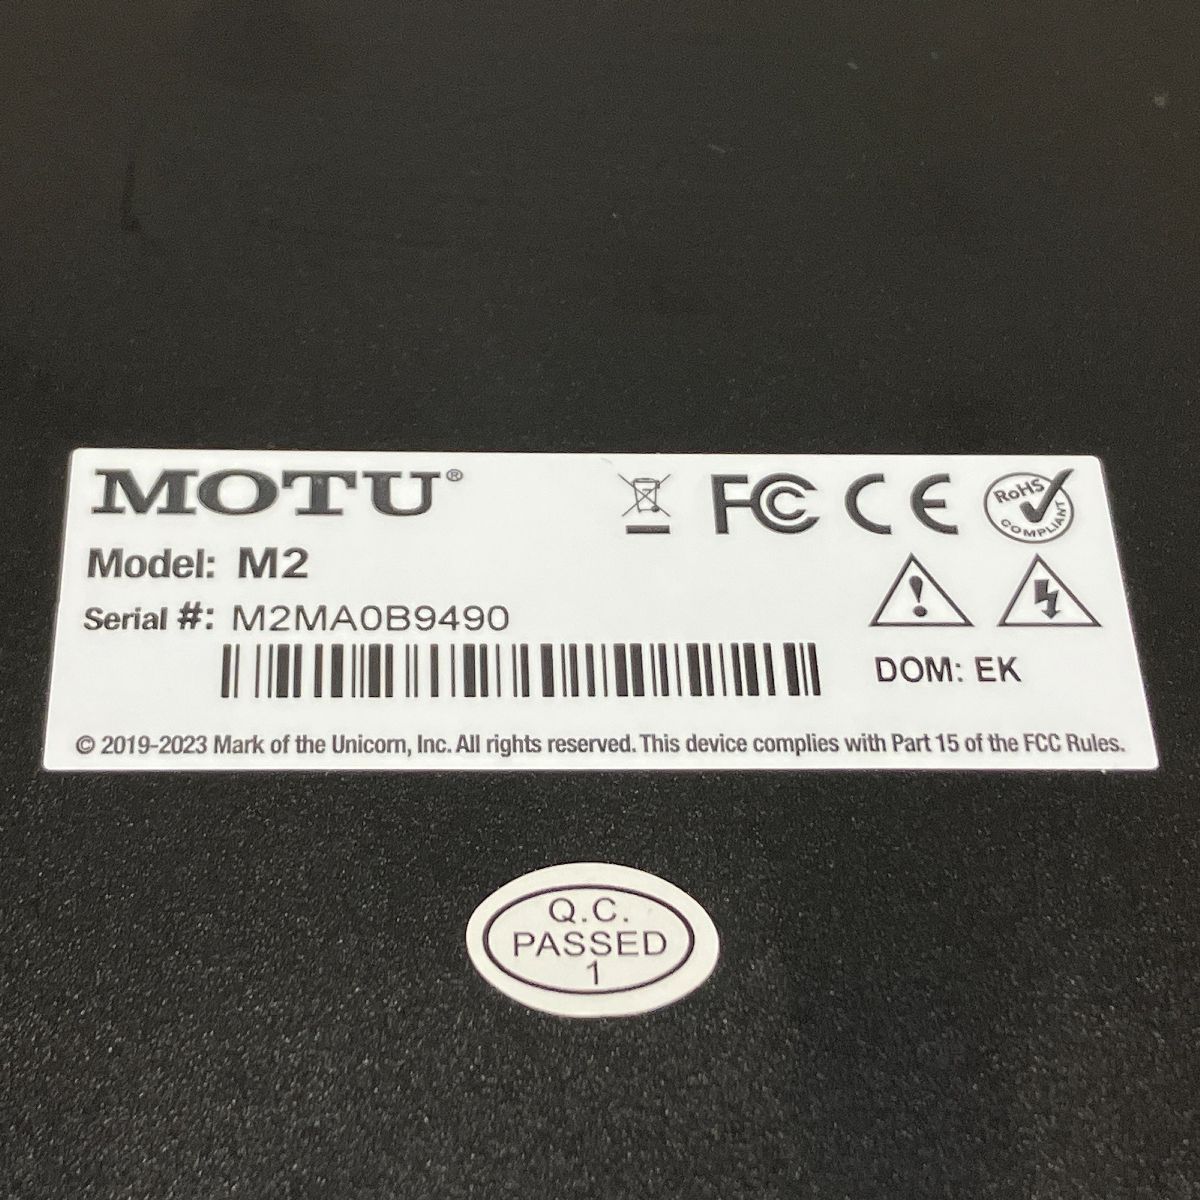 MOTU®
FCC CE RoHS COMPLIANT
Model: M2
Serial #: M2MA0B9490
DOM: EK
© 2019-2023 Mark of the Unicorn, Inc. All rights reserved. This device complies with Part 15 of the FCC Rules.
Q.C.
PASSED
1